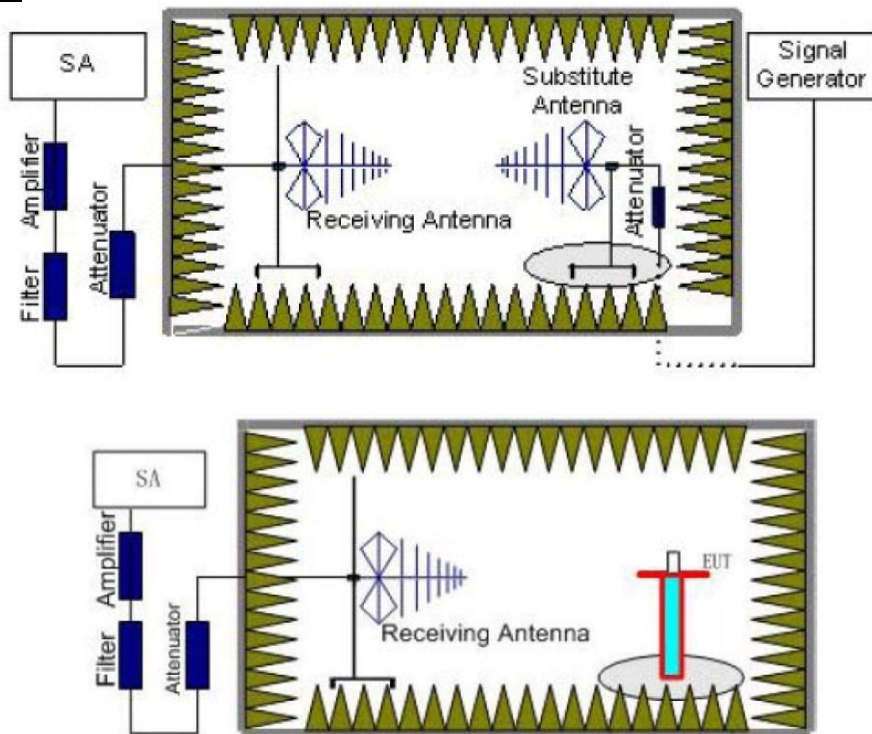 SA
Amplifier
Filter
Attenuator
Receiving Antenna
Substitute
Antenna
Attenuator
Signal
Generator
SA
Amplifier
Filter
Attenuator
Receiving Antenna
EUT